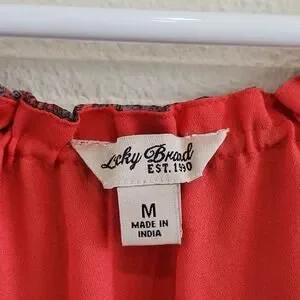 Lucky Brand
EST. 1990
M
MADE IN
INDIA